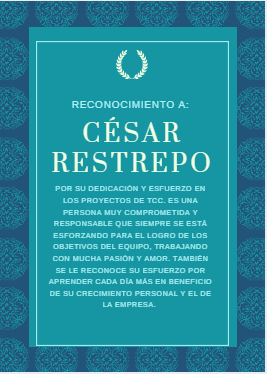 RECONOCIMIENTO A:
CÉSAR
RESTREPO
POR SU DEDICACIÓN Y ESFUERZO EN
LOS PROYECTOS DE TCC. ES UNA
PERSONA MUY COMPROMETIDA Y
RESPONSABLE QUE SIEMPRE SE ESTÁ
ESFORZANDO PARA EL LOGRO DE LOS
OBJETIVOS DEL EQUIPO, TRABAJANDO
CON MUCHA PASIÓN Y AMOR. TAMBIÉN
SE LE RECONOCE SU ESFUERZO POR
APRENDER CADA DÍA MÁS EN BENEFICIO
DE SU CRECIMIENTO PERSONAL Y EL DE
LA EMPRESA.